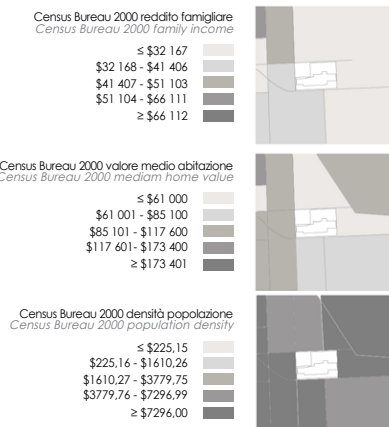 Census Bureau 2000 reddito famigliare
Census Bureau 2000 family income
≤ $32 167
$32 168 - $41 406
$41 407 - $51 103
$51 104 - $66 111
≥ $66 112
Census Bureau 2000 valore medio abitazione
Census Bureau 2000 mediam home value
≤ $61 000
$61 001 - $85 100
$85 101 - $117 600
$117 601- $173 400
≥ $173 401
Census Bureau 2000 densità popolazione
Census Bureau 2000 population density
≤ $225,15
$225,16 - $1610,26
$1610,27 - $3779,75
$3779,76 - $7296,99
≥ $7296,00